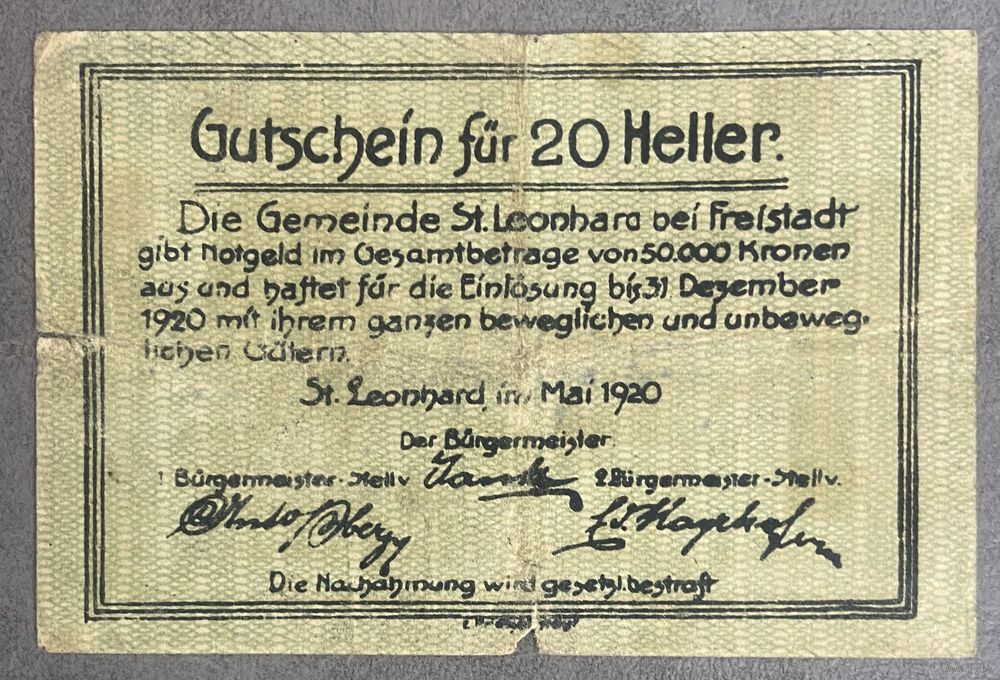 Gutschein für 20 Heller.
Die Gemeinde St. Leonhard bei Freistadt
gibt Notgeld im Gesamtbetrage von 50.000 Kronen
aus und haftet für die Einlösung bis 31. Dezember
1920 mit ihrem ganzen beweglichen und unbeweg-
lichen Gütern.
St. Leonhard, im Mai 1920
Der Bürgermeister
1 Bürgermeister-Stellv 2 Bürgermeister-Stellv.
Die Nachahmung wird gesetzl. bestraft